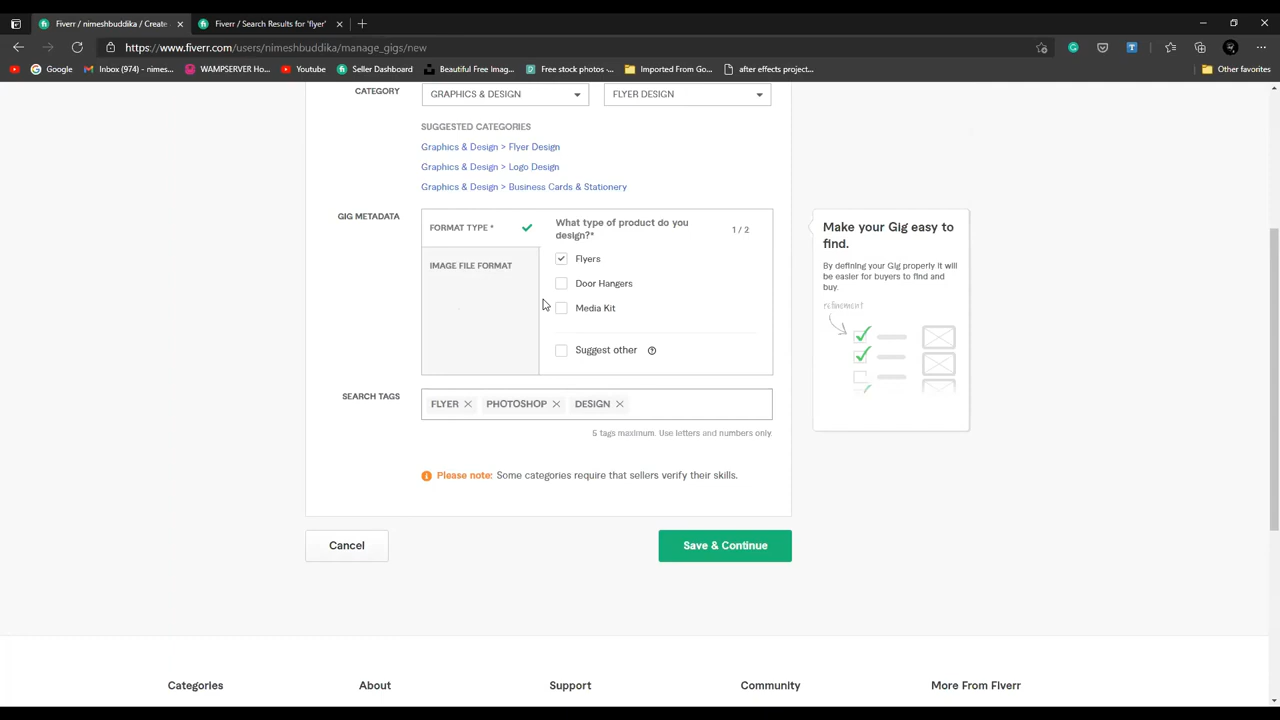 Fiverr / nimeshbuddika / Create
Fiverr / Search Results for 'flyer'
https://www.fiverr.com/users/nimeshbuddika/manage_gigs/new
Google
Inbox (974) - nimes...
WAMPSERVER Ho...
Youtube
Seller Dashboard
Beautiful Free Imag...
Free stock photos -...
Imported From Go...
after effects project...
Other favorites
CATEGORY
GRAPHICS & DESIGN
FLYER DESIGN
SUGGESTED CATEGORIES
Graphics & Design > Flyer Design
Graphics & Design > Logo Design
Graphics & Design > Business Cards & Stationery
GIG METADATA
FORMAT TYPE *
What type of product do you
design?*
1 / 2
IMAGE FILE FORMAT
Flyers
Door Hangers
Media Kit
Suggest other
Make your Gig easy to
find.
By defining your Gig properly it will
be easier for buyers to find and
buy.
refinement
SEARCH TAGS
FLYER
PHOTOSHOP
DESIGN
5 tags maximum. Use letters and numbers only.
Please note: Some categories require that sellers verify their skills.
Cancel
Save & Continue
Categories
About
Support
Community
More From Fiverr